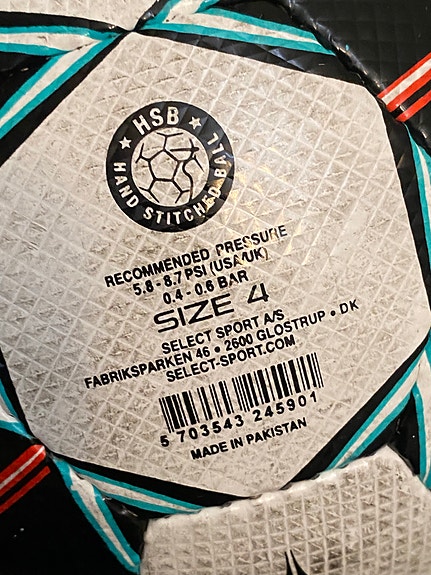 HSB
HAND STITCHED BALL
RECOMMENDED PRESSURE
5.8 - 8.7 PSI (USA/UK)
0.4 - 0.6 BAR
SIZE 4
SELECT SPORT A/S
FABRIKSPARKEN 46 • 2600 GLOSTRUP • DK
SELECT-SPORT.COM
5 703543 245901
MADE IN PAKISTAN